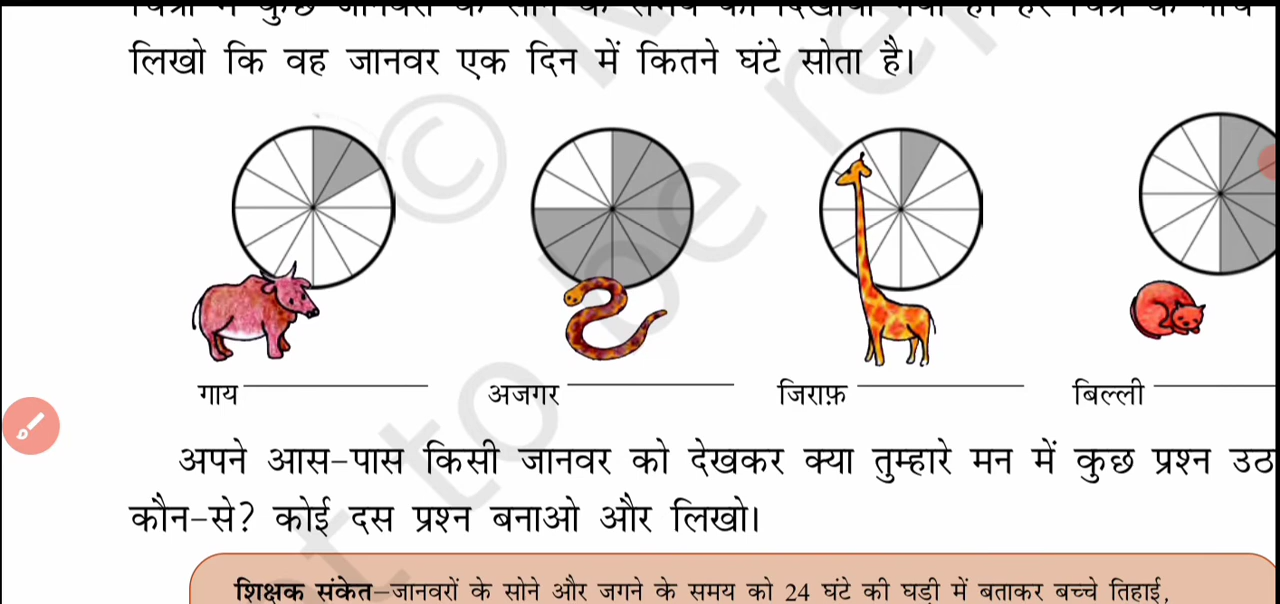 लिखो कि वह जानवर एक दिन में कितने घंटे सोता है।
गाय अजगर जिराफ़ बिल्ली
अपने आस-पास किसी जानवर को देखकर क्या तुम्हारे मन में कुछ प्रश्न उठ
कौन-से? कोई दस प्रश्न बनाओ और लिखो।
शिक्षक संकेत–जानवरों के सोने और जगने के समय को 24 घंटे की घड़ी में बताकर बच्चे तिहाई,